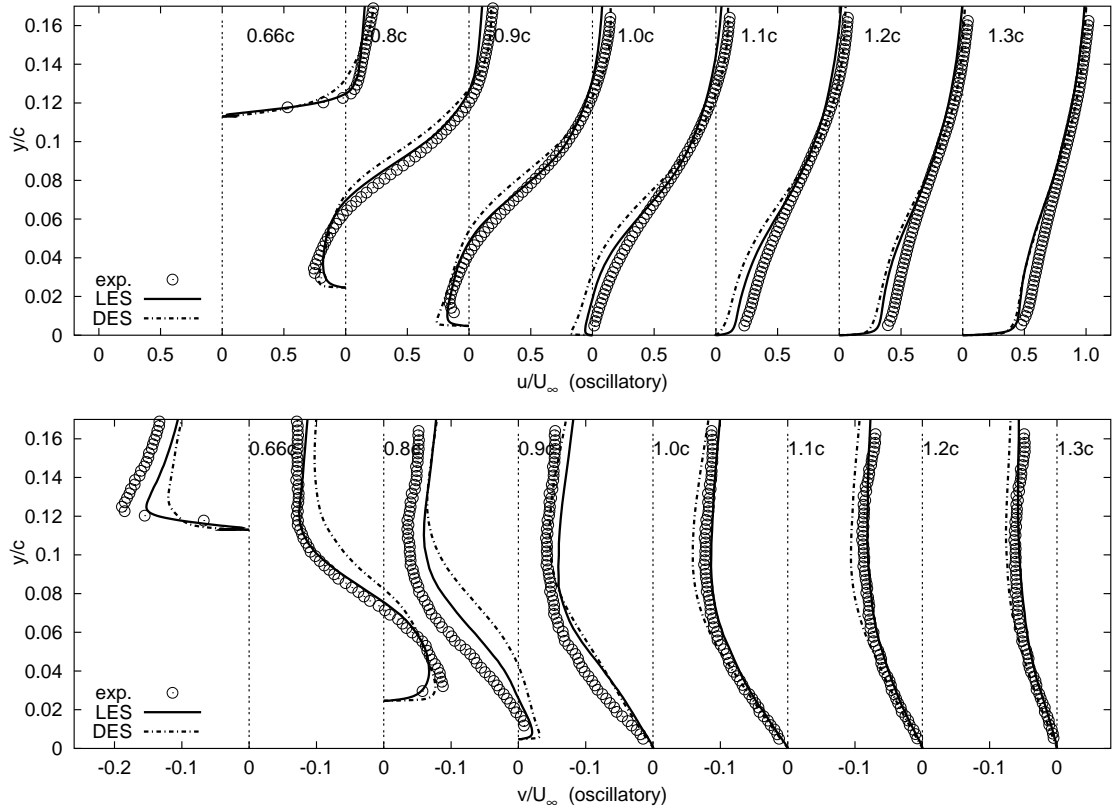 0.16
0.66c 0.8c 0.9c 1.0c 1.1c 1.2c 1.3c
0.14
0.12
0.1
y/c
0.08
0.06
0.04
exp.
LES
0.02
DES
0
0 0 0.5 0 0.5 0 0.5 0 0.5 0 0.5 0 0.5 0 0.5 1.0
u/U∞ (oscillatory)
0.16
0.66c 0.8c 0.9c 1.0c 1.1c 1.2c 1.3c
0.14
0.12
0.1
y/c
0.08
0.06
0.04
exp.
LES
0.02
DES
0
-0.2 -0.1 0 -0.1 0 -0.1 0 -0.1 0 -0.1 0 -0.1 0 -0.1 0
v/U∞ (oscillatory)